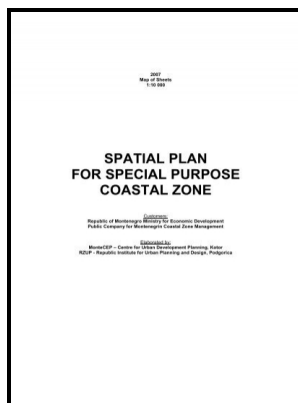 2007
Map of Sheets
1:10 000
SPATIAL PLAN
FOR SPECIAL PURPOSE
COASTAL ZONE
Customers:
Republic of Montenegro Ministry for Economic Development
Public Company for Montenegrin Coastal Zone Management
Elaborated by:
MonteCEP – Centre for Urban Development Planning, Kotor
RZUP - Republic Institute for Urban Planning and Design, Podgorica